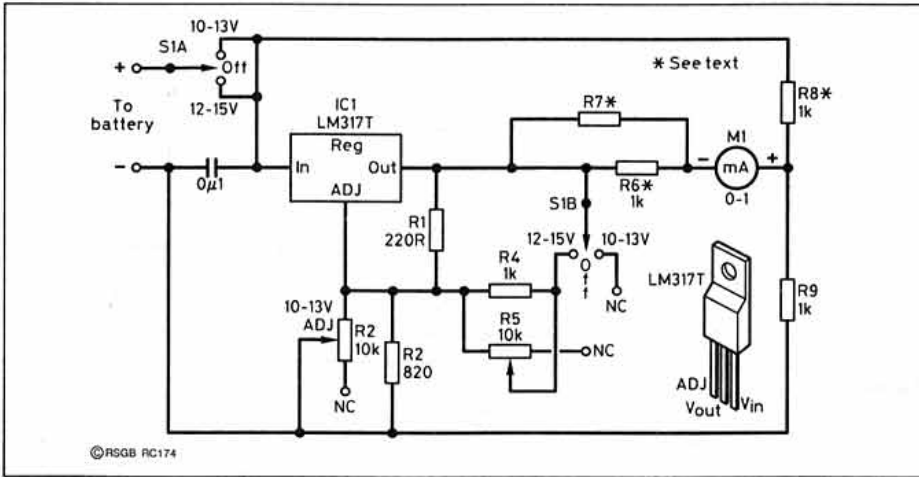 10-13V
S1A
+
Off
12-15V
To
battery
-
0µ1
IC1
LM317T
Reg
In
Out
ADJ
* See text
R8*
1k
R7*
M1
- mA +
0-1
R6*
1k
S1B
R1
220R
12-15V
10-13V
Off
NC
R4
1k
R5
10k
NC
LM317T
R9
1k
10-13V
ADJ
R2
10k
NC
R2
820
ADJ
Vout
Vin
©RSGB RC174